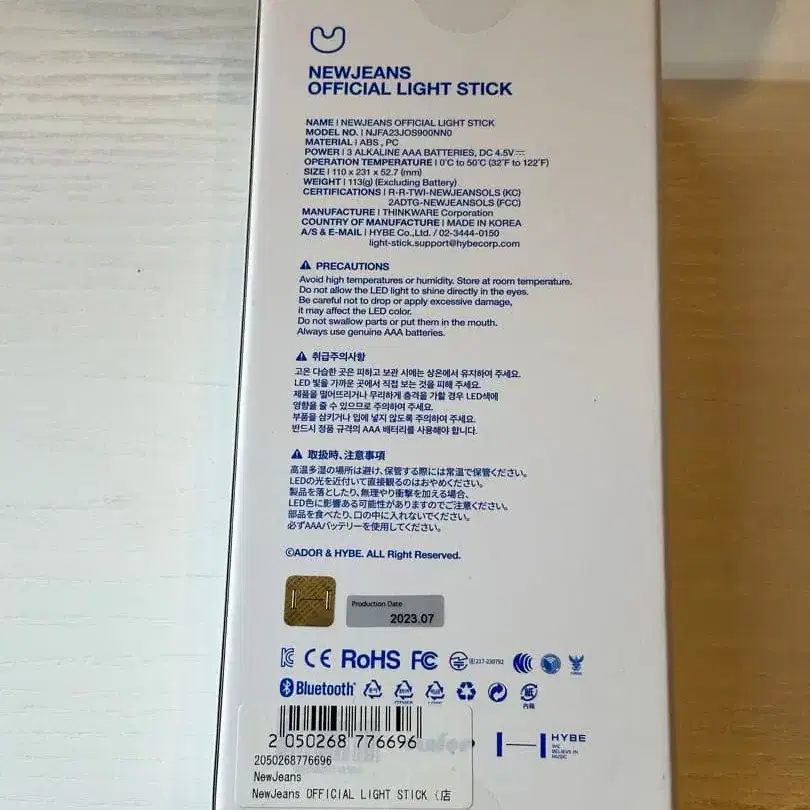 NEWJEANS
OFFICIAL LIGHT STICK
NAME | NEWJEANS OFFICIAL LIGHT STICK
MODEL NO. | NJFA23JOS900NN0
MATERIAL | ABS , PC
POWER | 3 ALKALINE AAA BATTERIES, DC 4.5V
OPERATION TEMPERATURE | 0℃ to 50℃ (32℉ to 122℉)
SIZE | 110 x 231 x 52.7 (mm)
WEIGHT | 113(g) (Excluding Battery)
CERTIFICATIONS | R-R-TWI-NEWJEANSOLS (KC)
2ADTG-NEWJEANSOLS (FCC)
MANUFACTURE | THINKWARE Corporation
COUNTRY OF MANUFACTURE | MADE IN KOREA
A/S & E-MAIL | HYBE Co.,Ltd. / 02-3444-0150
light-stick.support@hybecorp.com
PRECAUTIONS
Avoid high temperatures or humidity. Store at room temperature.
Do not allow the LED light to shine directly in the eyes.
Be careful not to drop or apply excessive damage,
it may affect the LED color.
Do not swallow parts or put them in the mouth.
Always use genuine AAA batteries.
취급주의사항
고온 다습한 곳은 피하고 보관 시에는 상온에서 유지하여 주세요.
LED 빛을 가까운 곳에서 직접 보는 것을 피해 주세요.
제품을 떨어뜨리거나 무리하게 충격을 가할 경우 LED색에
영향을 줄 수 있으므로 주의하여 주세요.
부품을 삼키거나 입에 넣지 않도록 주의하여 주세요.
반드시 정품 규격의 AAA 배터리를 사용해야 합니다.
取扱時、注意事項
高温多湿の場所は避け、保管する際には常温で保管ください。
LEDの光を近付いて直接観るのはおやめください。
製品を落としたり、無理やり衝撃を加える場合、
LED色に影響ある可能性がありますのでご注意ください。
部品を食べたり、口の中に入れないでください。
必ずAAAバッテリーを使用してください。
©ADOR & HYBE. ALL Right Reserved.
Production Date
2023.07
CE RoHS FC
217-230792
Bluetooth
2 050268 776696
HYBE
WE
BELIEVE IN
MUSIC
2050268776696
NewJeans
NewJeans OFFICIAL LIGHT STICK (店